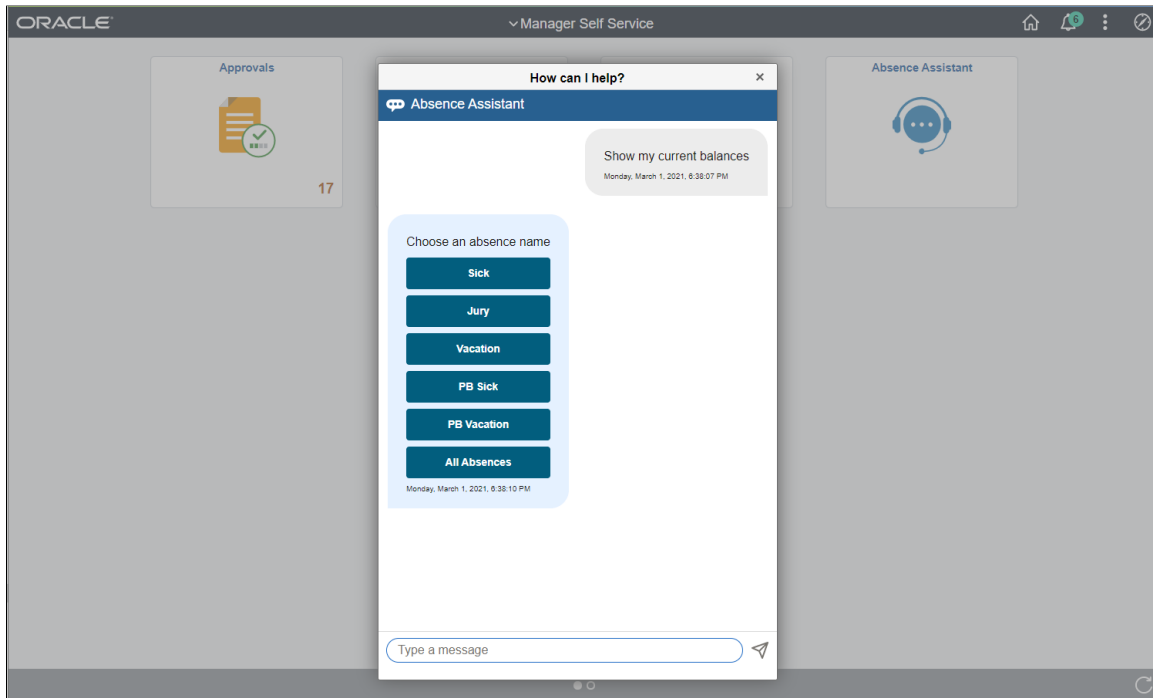 ORACLE
Manager Self Service
6
Approvals
17
Absence Assistant
How can I help?
×
Absence Assistant
Show my current balances
Monday, March 1, 2021, 6:38:07 PM
Choose an absence name
Sick
Jury
Vacation
PB Sick
PB Vacation
All Absences
Monday, March 1, 2021, 6:38:10 PM
Type a message